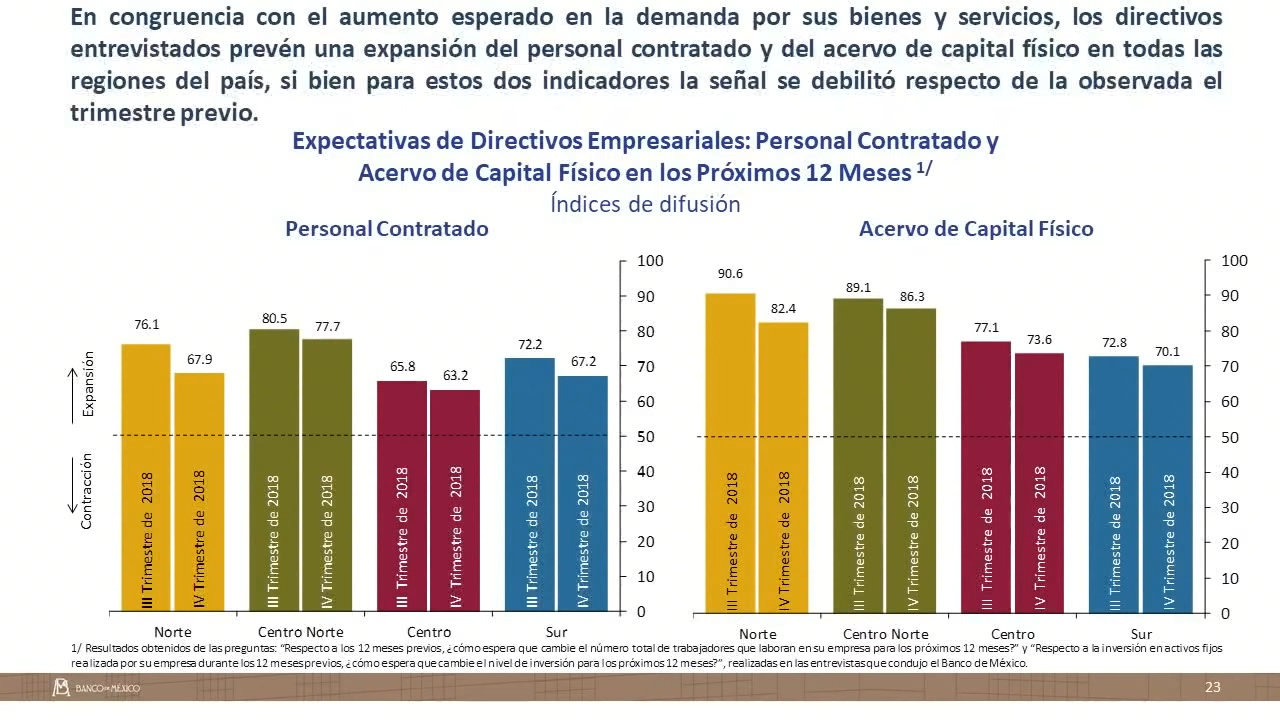 En congruencia con el aumento esperado en la demanda por sus bienes y servicios, los directivos
entrevistados prevén una expansión del personal contratado y del acervo de capital físico en todas las
regiones del país, si bien para estos dos indicadores la señal se debilitó respecto de la observada el
trimestre previo.
Expectativas de Directivos Empresariales: Personal Contratado y
Acervo de Capital Físico en los Próximos 12 Meses 1/
Índices de difusión
Personal Contratado
Expansión
Contracción
76.1
67.9
80.5
77.7
65.8
63.2
72.2
67.2
III Trimestre de 2018
IV Trimestre de 2018
III Trimestre de 2018
IV Trimestre de 2018
III Trimestre de 2018
IV Trimestre de 2018
III Trimestre de 2018
IV Trimestre de 2018
100
90
80
70
60
50
40
30
20
10
0
Norte
Centro Norte
Centro
Sur
Acervo de Capital Físico
90.6
82.4
89.1
86.3
77.1
73.6
72.8
70.1
III Trimestre de 2018
IV Trimestre de 2018
III Trimestre de 2018
IV Trimestre de 2018
III Trimestre de 2018
IV Trimestre de 2018
III Trimestre de 2018
IV Trimestre de 2018
100
90
80
70
60
50
40
30
20
10
0
Norte
Centro Norte
Centro
Sur
1/ Resultados obtenidos de las preguntas: “Respecto a los 12 meses previos, ¿cómo espera que cambie el número total de trabajadores que laboran en su empresa para los próximos 12 meses?” y “Respecto a la inversión en activos fijos
realizada por su empresa durante los 12 meses previos, ¿cómo espera que cambie el nivel de inversión para los próximos 12 meses?”, realizadas en las entrevistas que condujo el Banco de México.
BANCO DE MÉXICO
23